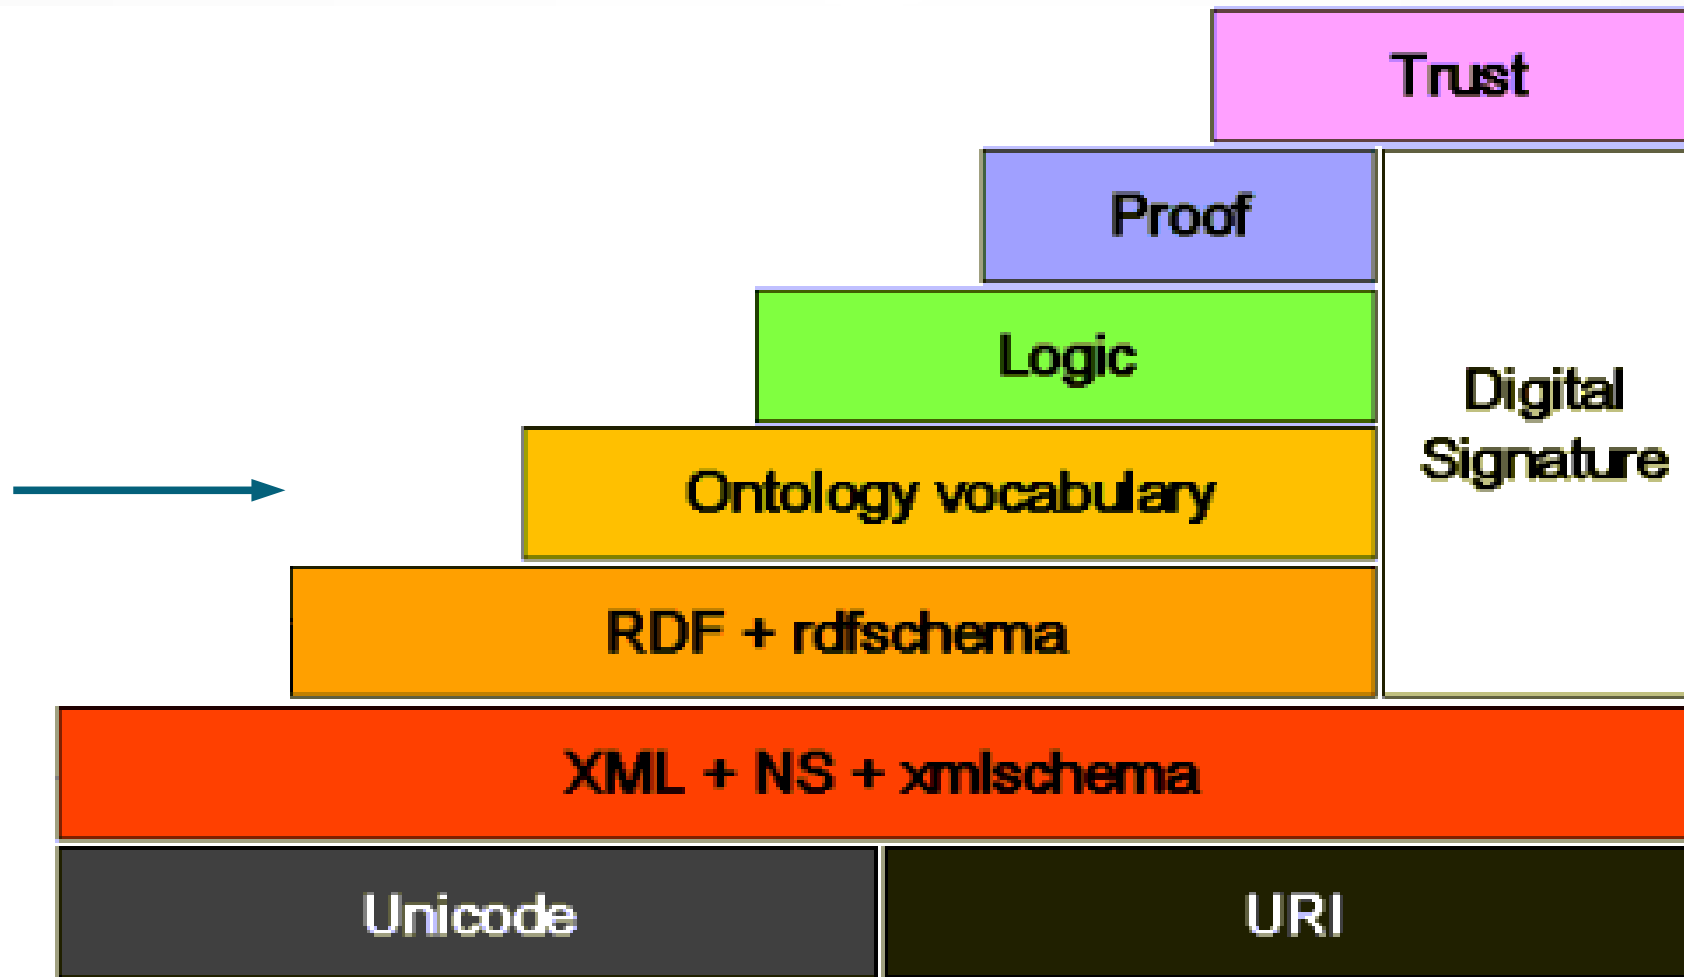 Trust
Proof
Logic
Digital
Signature
Ontology vocabulary
RDF + rdfschema
XML + NS + xmlschema
Unicode
URI